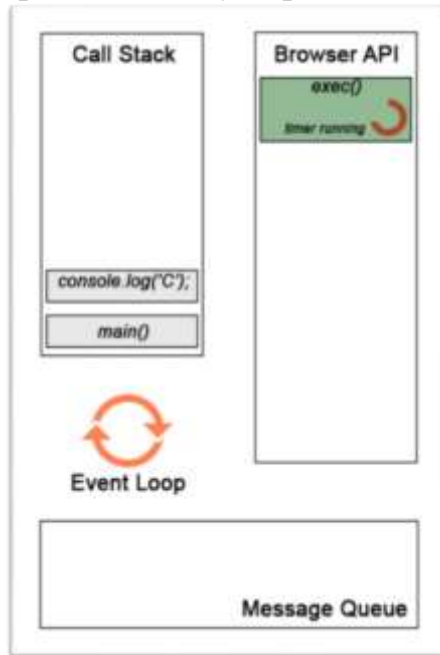 Call Stack
Browser API
exec()
timer running
console.log('C');
main()
Event Loop
Message Queue